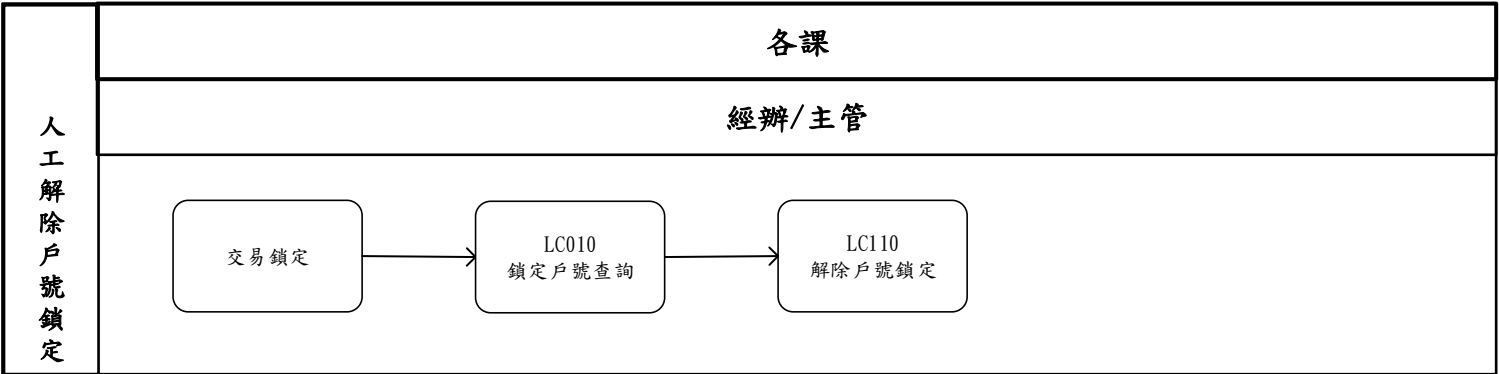 各課
經辦/主管
人工解除戶號鎖定
交易鎖定
LC010
鎖定戶號查詢
LC110
解除戶號鎖定